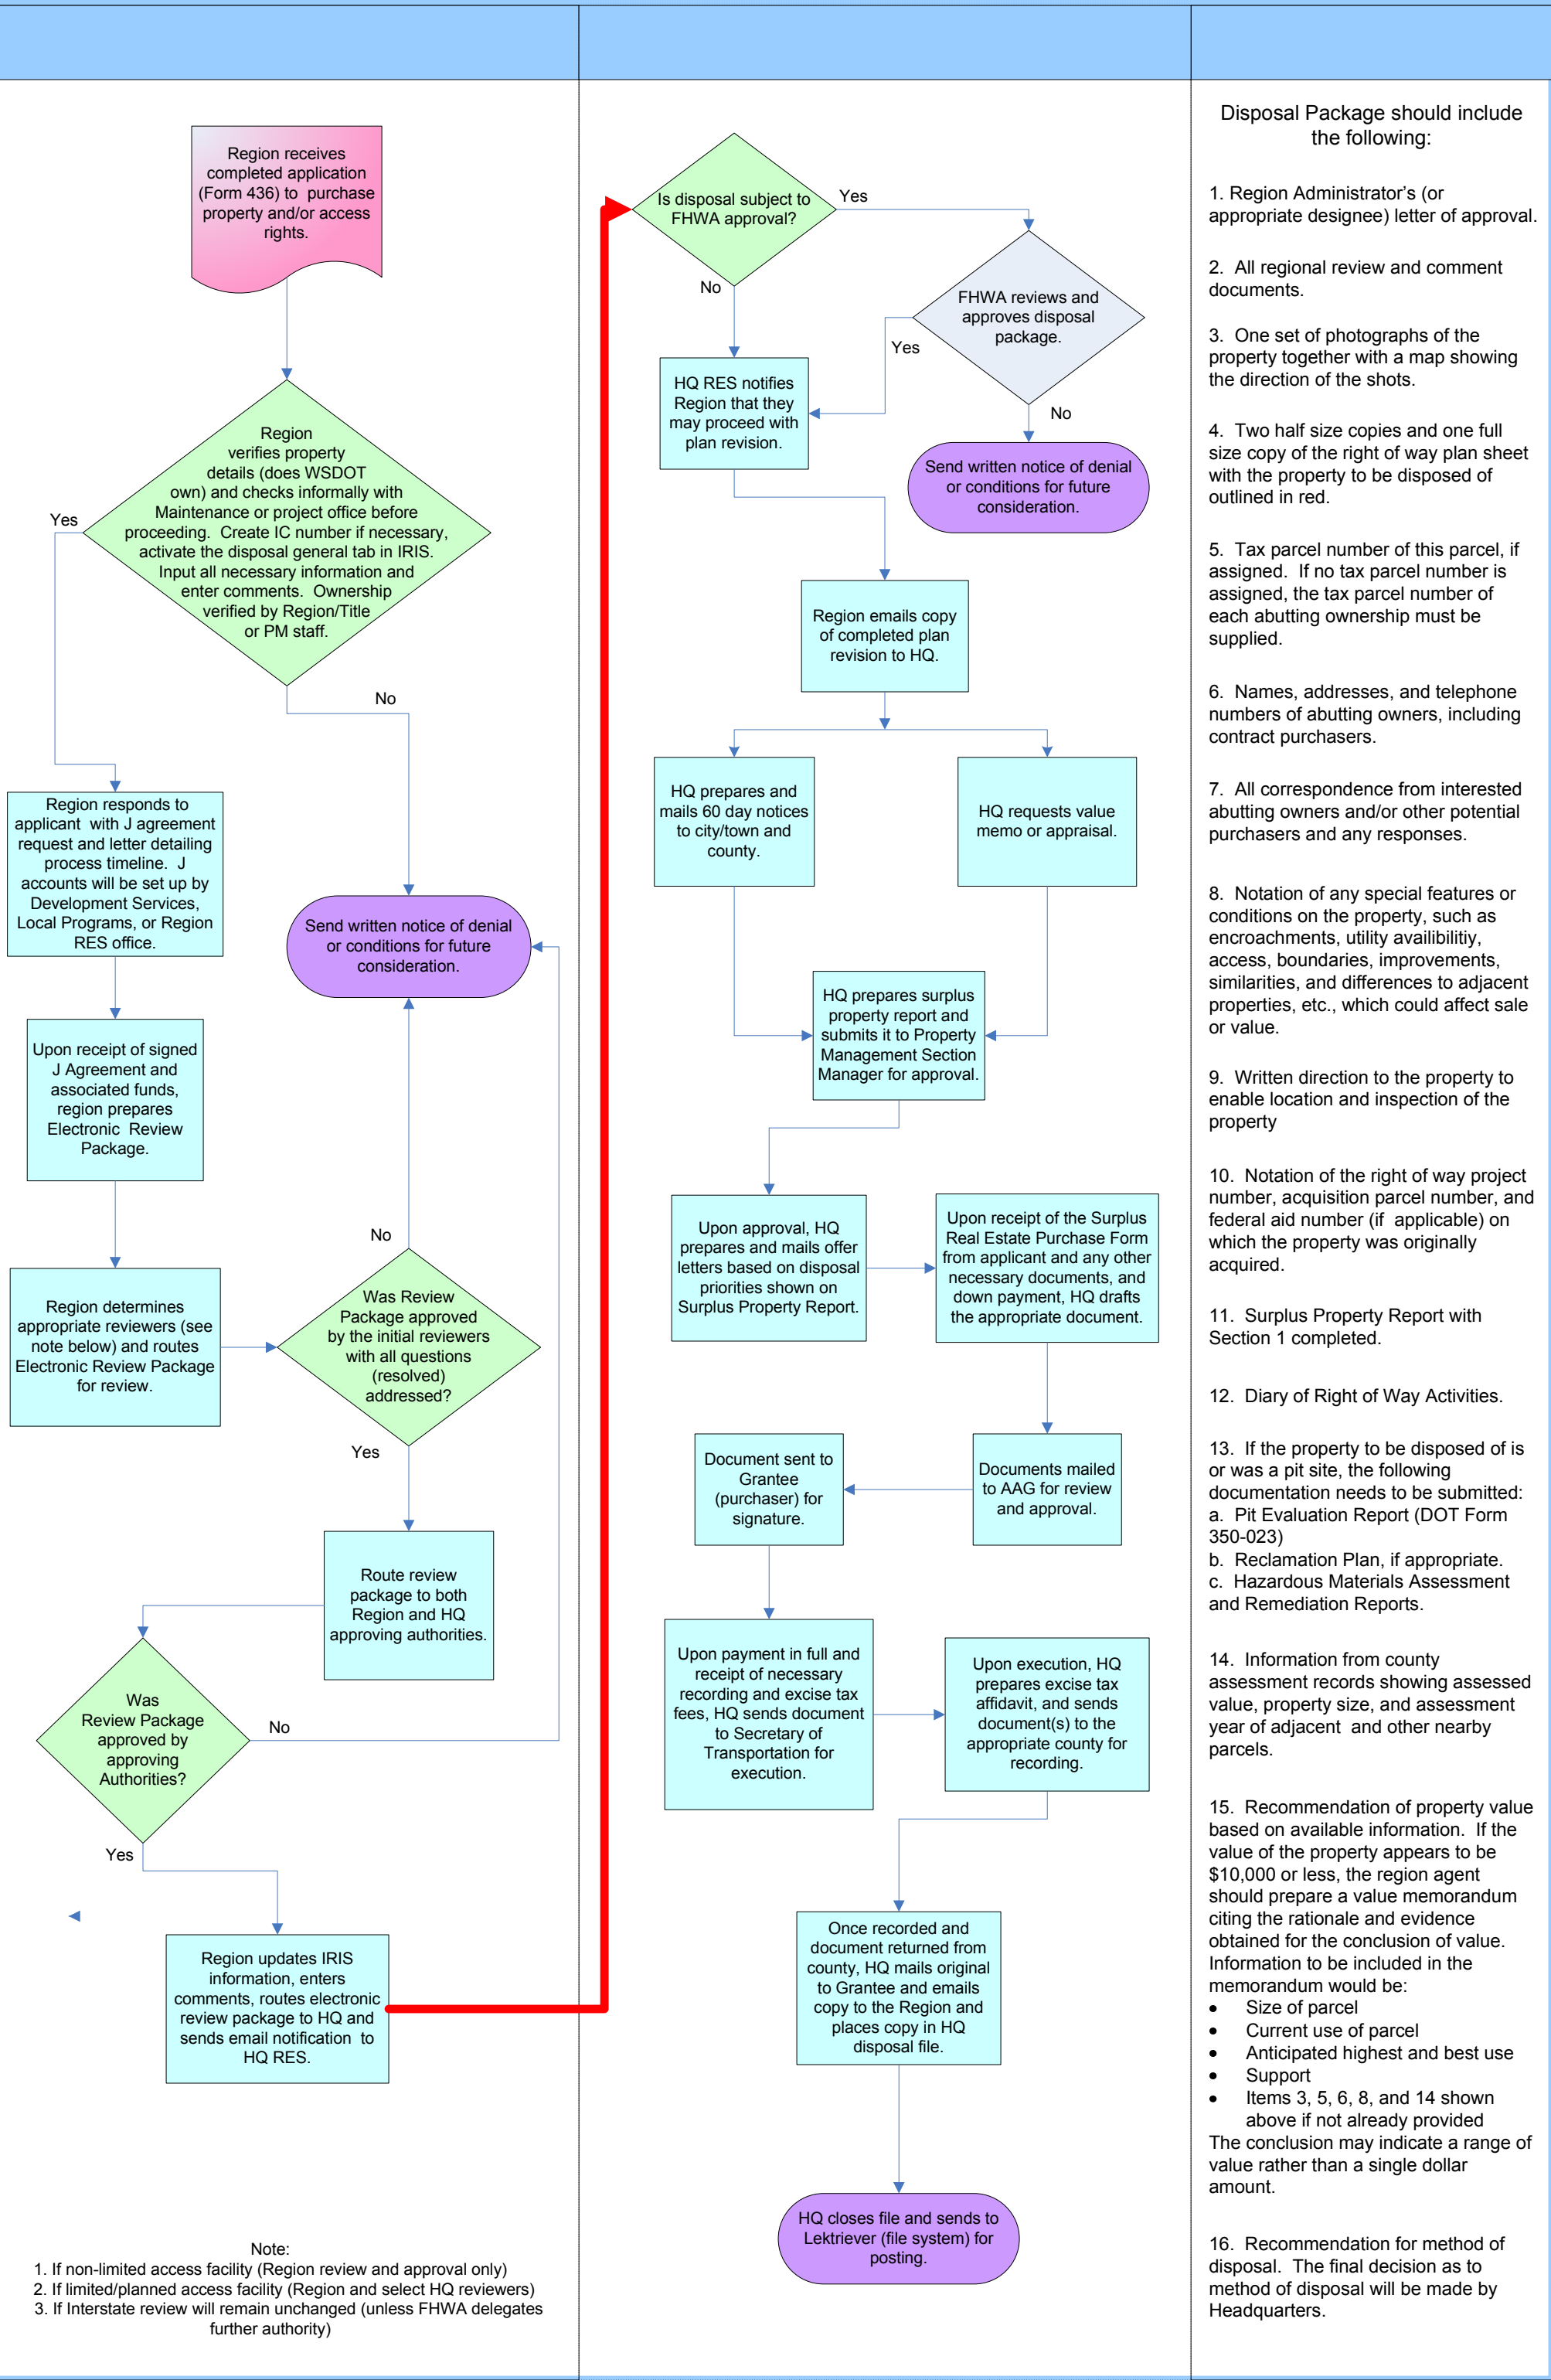 Region receives
completed application
(Form 436) to purchase
property and/or access
rights.
Region
verifies property
details (does WSDOT
own) and checks informally with
Maintenance or project office before
proceeding. Create IC number if necessary,
activate the disposal general tab in IRIS.
Input all necessary information and
enter comments. Ownership
verified by Region/Title
or PM staff.
Yes
No
Region responds to
applicant with J agreement
request and letter detailing
process timeline. J
accounts will be set up by
Development Services,
Local Programs, or Region
RES office.
Send written notice of denial
or conditions for future
consideration.
Upon receipt of signed
J Agreement and
associated funds,
region prepares
Electronic Review
Package.
Region determines
appropriate reviewers (see
note below) and routes
Electronic Review Package
for review.
No
Was Review
Package approved
by the initial reviewers
with all questions
(resolved)
addressed?
Yes
Route review
package to both
Region and HQ
approving authorities.
Was
Review Package
approved by
approving
Authorities?
No
Yes
Region updates IRIS
information, enters
comments, routes electronic
review package to HQ and
sends email notification to
HQ RES.
Note:
1. If non-limited access facility (Region review and approval only)
2. If limited/planned access facility (Region and select HQ reviewers)
3. If Interstate review will remain unchanged (unless FHWA delegates
further authority)
Is disposal subject to
FHWA approval?
Yes
No
FHWA reviews and
approves disposal
package.
Yes
No
HQ RES notifies
Region that they
may proceed with
plan revision.
Send written notice of denial
or conditions for future
consideration.
Region emails copy
of completed plan
revision to HQ.
HQ prepares and
mails 60 day notices
to city/town and
county.
HQ requests value
memo or appraisal.
HQ prepares surplus
property report and
submits it to Property
Management Section
Manager for approval.
Upon approval, HQ
prepares and mails offer
letters based on disposal
priorities shown on
Surplus Property Report.
Upon receipt of the Surplus
Real Estate Purchase Form
from applicant and any other
necessary documents, and
down payment, HQ drafts
the appropriate document.
Documents mailed
to AAG for review
and approval.
Document sent to
Grantee
(purchaser) for
signature.
Upon payment in full and
receipt of necessary
recording and excise tax
fees, HQ sends document
to Secretary of
Transportation for
execution.
Upon execution, HQ
prepares excise tax
affidavit, and sends
document(s) to the
appropriate county for
recording.
Once recorded and
document returned from
county, HQ mails original
to Grantee and emails
copy to the Region and
places copy in HQ
disposal file.
HQ closes file and sends to
Lektriever (file system) for
posting.
Disposal Package should include
the following:
1. Region Administrator's (or
appropriate designee) letter of approval.
2. All regional review and comment
documents.
3. One set of photographs of the
property together with a map showing
the direction of the shots.
4. Two half size copies and one full
size copy of the right of way plan sheet
with the property to be disposed of
outlined in red.
5. Tax parcel number of this parcel, if
assigned. If no tax parcel number is
assigned, the tax parcel number of
each abutting ownership must be
supplied.
6. Names, addresses, and telephone
numbers of abutting owners, including
contract purchasers.
7. All correspondence from interested
abutting owners and/or other potential
purchasers and any responses.
8. Notation of any special features or
conditions on the property, such as
encroachments, utility availibilitiy,
access, boundaries, improvements,
similarities, and differences to adjacent
properties, etc., which could affect sale
or value.
9. Written direction to the property to
enable location and inspection of the
property
10. Notation of the right of way project
number, acquisition parcel number, and
federal aid number (if applicable) on
which the property was originally
acquired.
11. Surplus Property Report with
Section 1 completed.
12. Diary of Right of Way Activities.
13. If the property to be disposed of is
or was a pit site, the following
documentation needs to be submitted:
a. Pit Evaluation Report (DOT Form
350-023)
b. Reclamation Plan, if appropriate.
c. Hazardous Materials Assessment
and Remediation Reports.
14. Information from county
assessment records showing assessed
value, property size, and assessment
year of adjacent and other nearby
parcels.
15. Recommendation of property value
based on available information. If the
value of the property appears to be
$10,000 or less, the region agent
should prepare a value memorandum
citing the rationale and evidence
obtained for the conclusion of value.
Information to be included in the
memorandum would be:
• Size of parcel
• Current use of parcel
• Anticipated highest and best use
• Support
• Items 3, 5, 6, 8, and 14 shown
above if not already provided
The conclusion may indicate a range of
value rather than a single dollar
amount.
16. Recommendation for method of
disposal. The final decision as to
method of disposal will be made by
Headquarters.